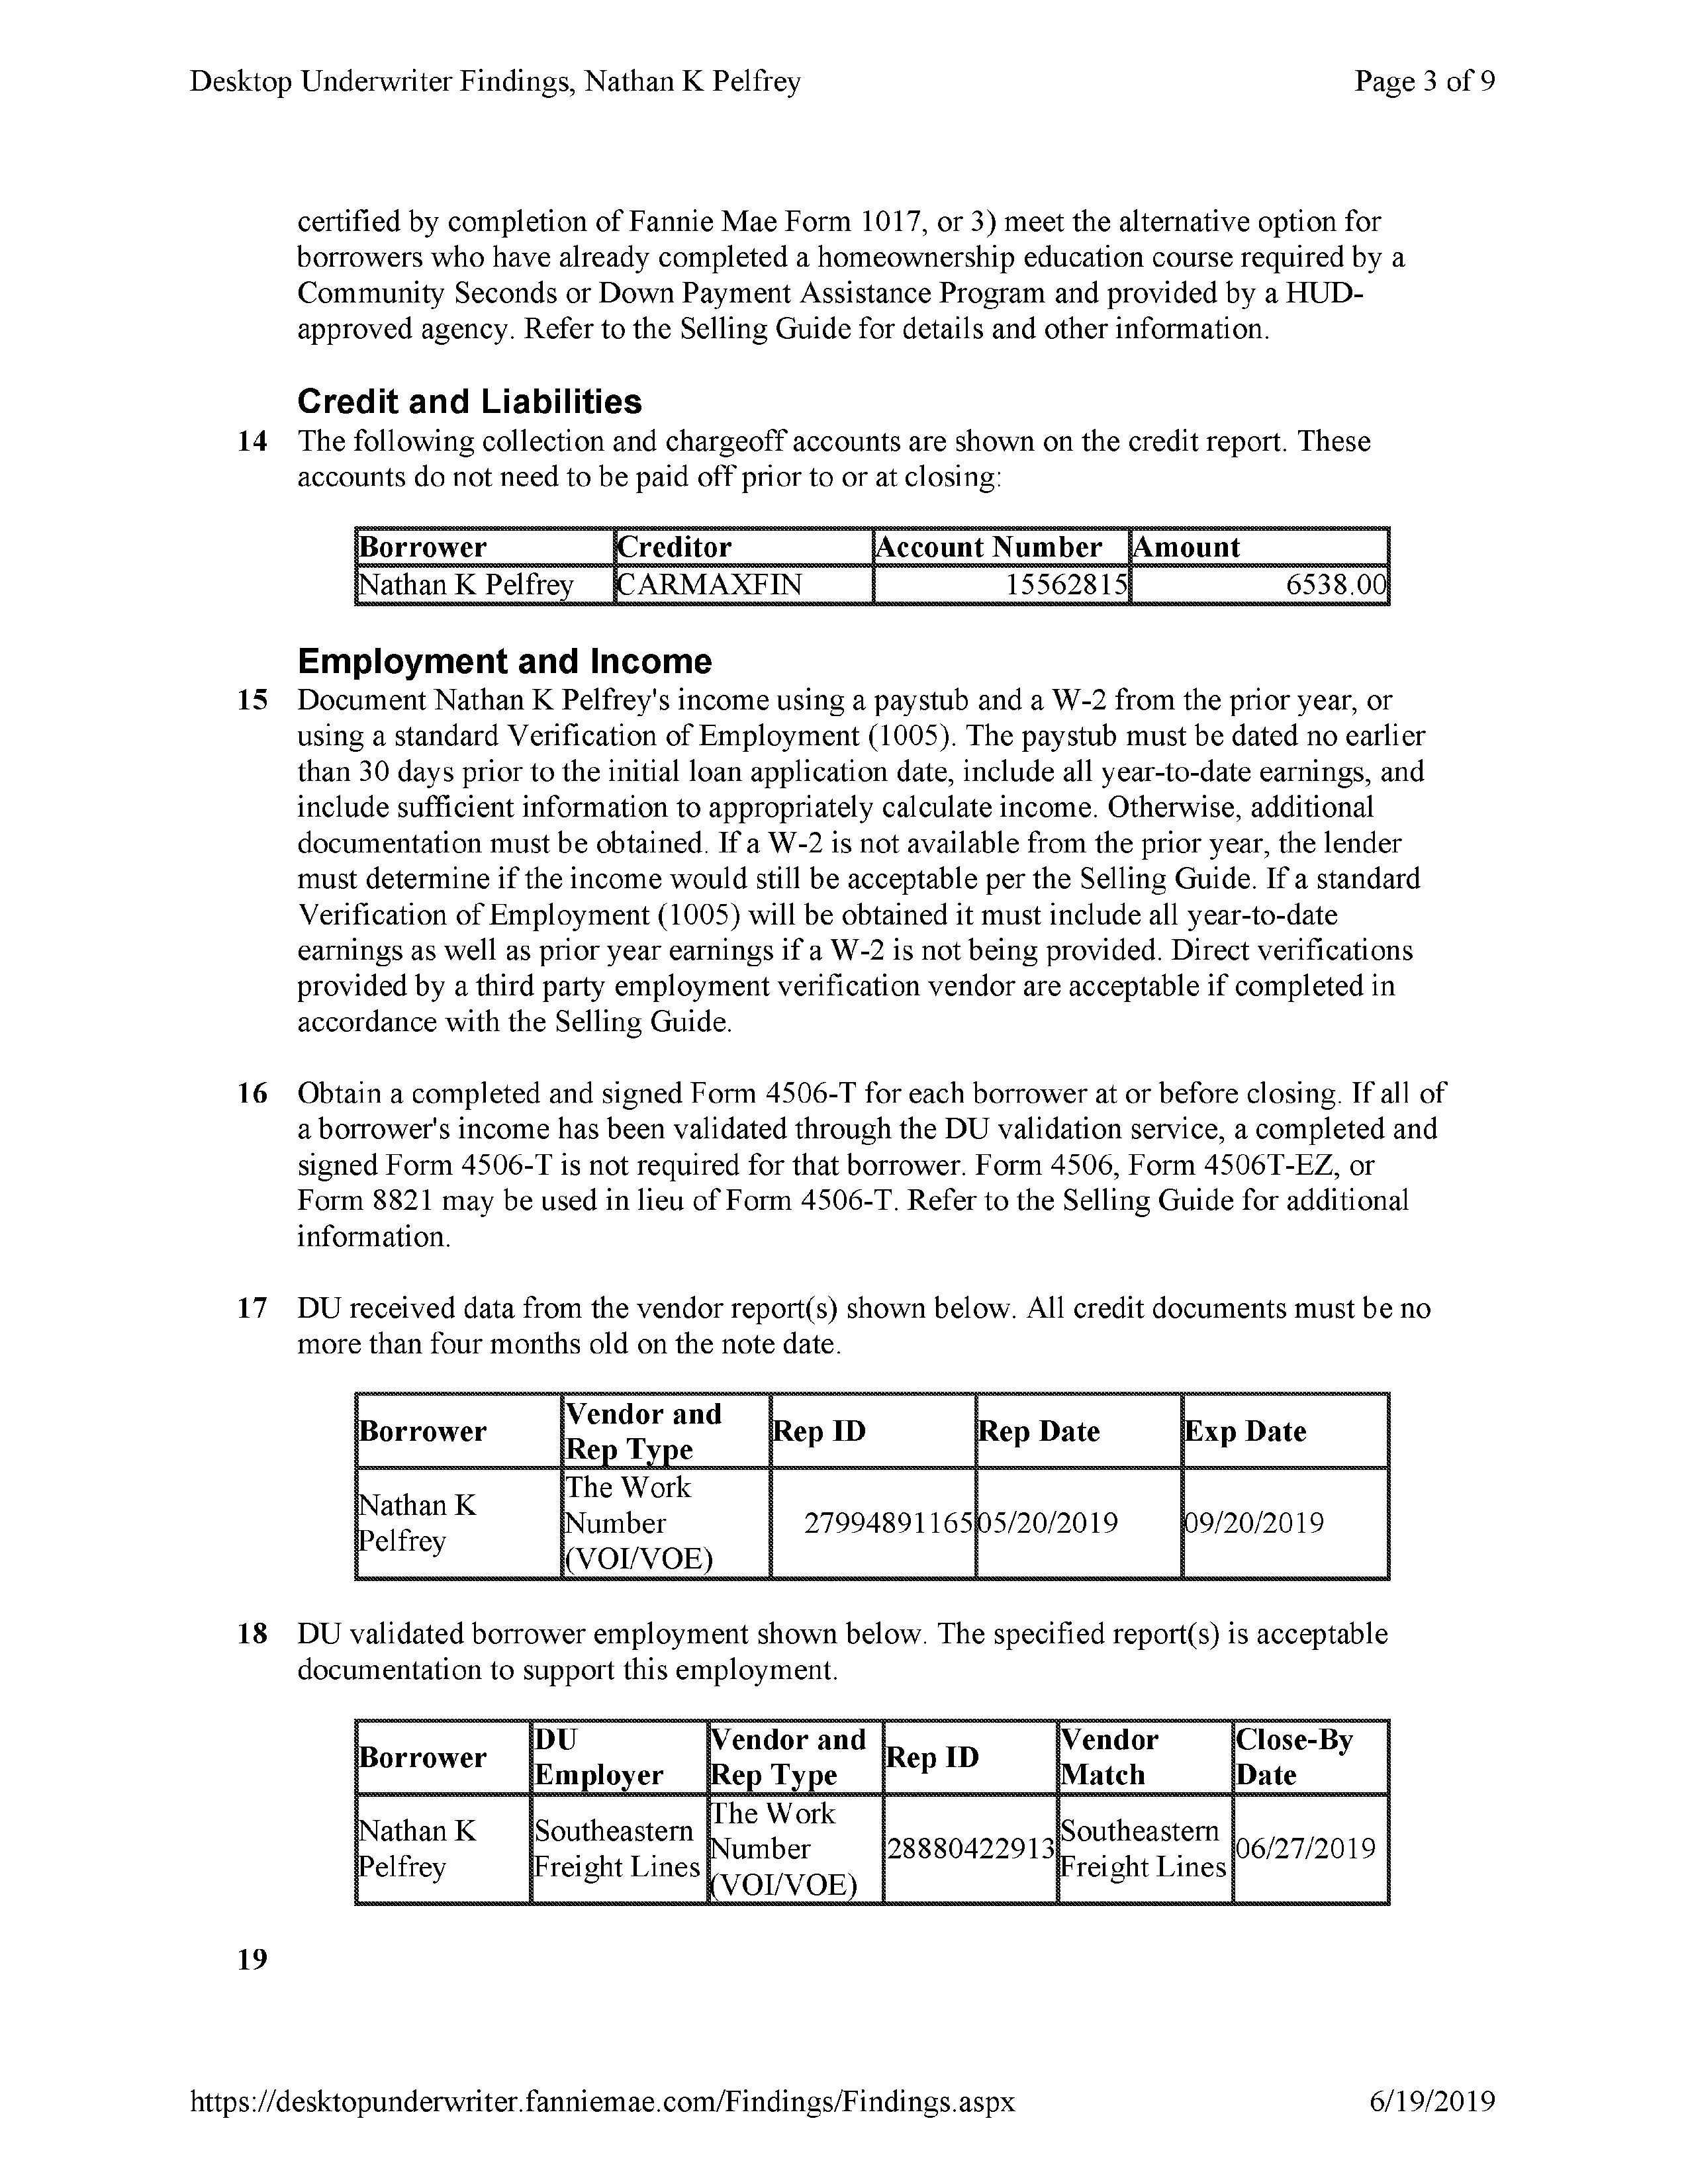 Desktop Underwriter Findings, Nathan K Pelfrey Page 3 of 9
certified by completion of Fannie Mae Form 1017, or 3) meet the alternative option for
borrowers who have already completed a homeownership education course required by a
Community Seconds or Down Payment Assistance Program and provided by a HUD-
approved agency. Refer to the Selling Guide for details and other information.
Credit and Liabilities
14 The following collection and chargeoff accounts are shown on the credit report. These
accounts do not need to be paid off prior to or at closing:
Borrower Creditor Account Number Amount
Nathan K Pelfrey CARMAXFIN 15562815 6538.00
Employment and Income
15 Document Nathan K Pelfrey's income using a paystub and a W-2 from the prior year, or
using a standard Verification of Employment (1005). The paystub must be dated no earlier
than 30 days prior to the initial loan application date, include all year-to-date earnings, and
include sufficient information to appropriately calculate income. Otherwise, additional
documentation must be obtained. If a W-2 is not available from the prior year, the lender
must determine if the income would still be acceptable per the Selling Guide. If a standard
Verification of Employment (1005) will be obtained it must include all year-to-date
earnings as well as prior year earnings if a W-2 is not being provided. Direct verifications
provided by a third party employment verification vendor are acceptable if completed in
accordance with the Selling Guide.
16 Obtain a completed and signed Form 4506-T for each borrower at or before closing. If all of
a borrower's income has been validated through the DU validation service, a completed and
signed Form 4506-T is not required for that borrower. Form 4506, Form 4506T-EZ, or
Form 8821 may be used in lieu of Form 4506-T. Refer to the Selling Guide for additional
information.
17 DU received data from the vendor report(s) shown below. All credit documents must be no
more than four months old on the note date.
Borrower Vendor and Rep Type Rep ID Rep Date Exp Date
Nathan K Pelfrey The Work Number (VOI/VOE) 27994891165 05/20/2019 09/20/2019
18 DU validated borrower employment shown below. The specified report(s) is acceptable
documentation to support this employment.
Borrower DU Employer Vendor and Rep Type Rep ID Vendor Match Close-By Date
Nathan K Pelfrey Southeastern Freight Lines The Work Number (VOI/VOE) 28880422913 Southeastern Freight Lines 06/27/2019
19
https://desktopunderwriter.fanniemae.com/Findings/Findings.aspx 6/19/2019